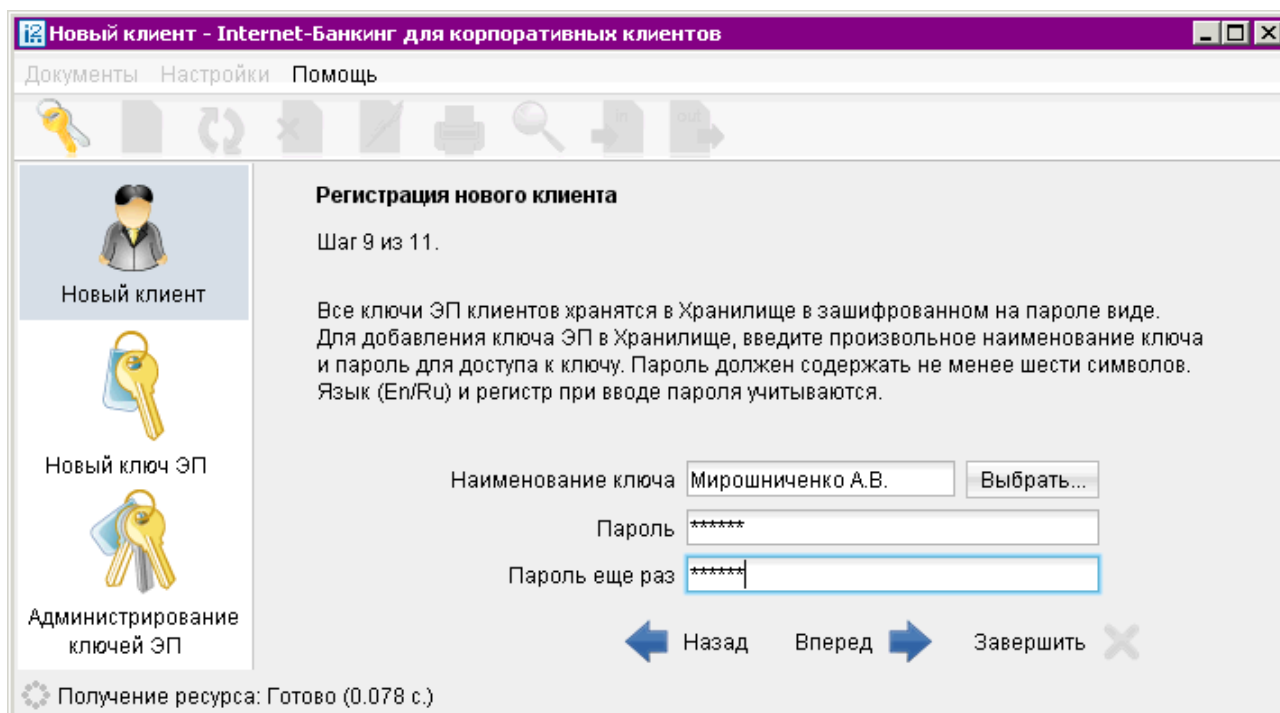 Новый клиент - Internet-Банкинг для корпоративных клиентов
Документы Настройки Помощь
in
out
Новый клиент
Новый ключ ЭП
Администрирование
ключей ЭП
Регистрация нового клиента
Шаг 9 из 11.
Все ключи ЭП клиентов хранятся в Хранилище в зашифрованном на пароле виде.
Для добавления ключа ЭП в Хранилище, введите произвольное наименование ключа
и пароль для доступа к ключу. Пароль должен содержать не менее шести символов.
Язык (En/Ru) и регистр при вводе пароля учитываются.
Наименование ключа Мирошниченко А.В. Выбрать...
Пароль ******
Пароль еще раз ******
Назад Вперед Завершить
Получение ресурса: Готово (0.078 с.)